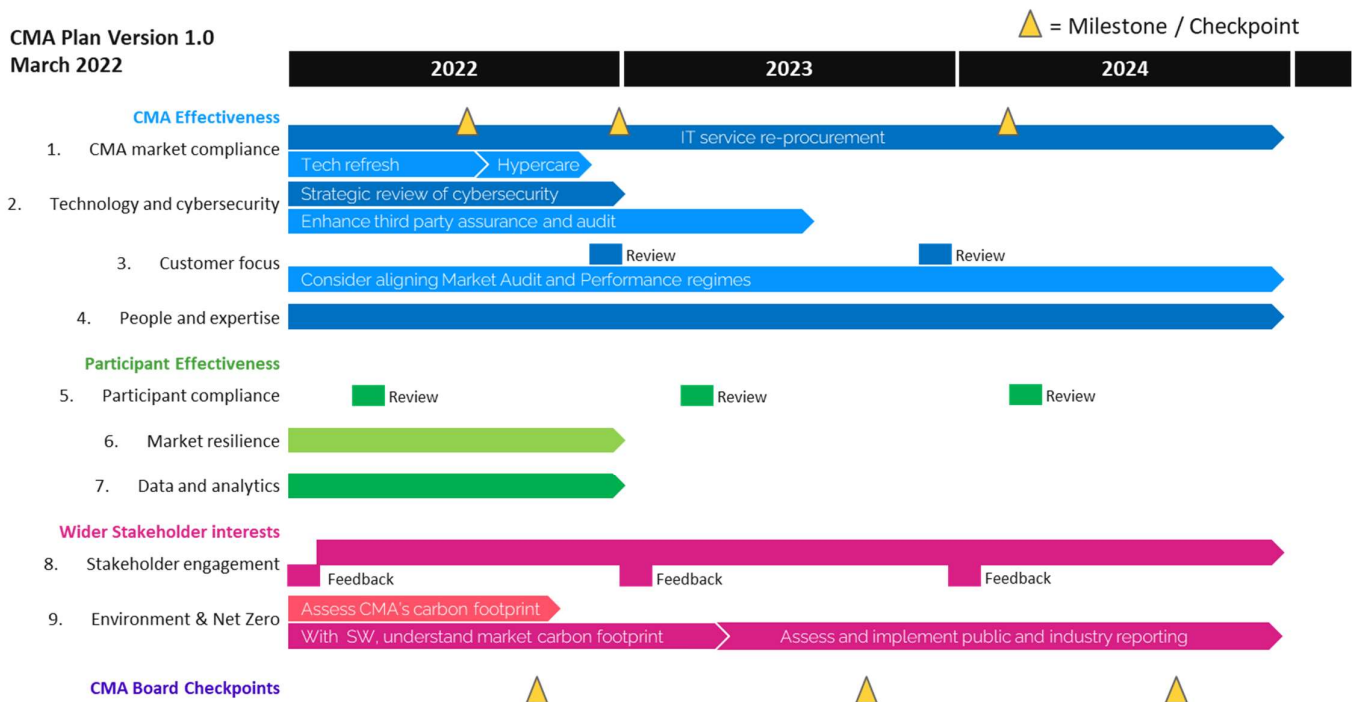 = Milestone / Checkpoint
CMA Plan Version 1.0
March 2022
2022 2023 2024
CMA Effectiveness
IT service re-procurement
1. CMA market compliance
Tech refresh Hypercare
Strategic review of cybersecurity
2. Technology and cybersecurity
Enhance third party assurance and audit
Review Review
3. Customer focus
Consider aligning Market Audit and Performance regimes
4. People and expertise
Participant Effectiveness
5. Participant compliance Review Review Review
6. Market resilience
7. Data and analytics
Wider Stakeholder interests
8. Stakeholder engagement
Feedback Feedback Feedback
Assess CMA's carbon footprint
9. Environment & Net Zero
With SW, understand market carbon footprint Assess and implement public and industry reporting
CMA Board Checkpoints